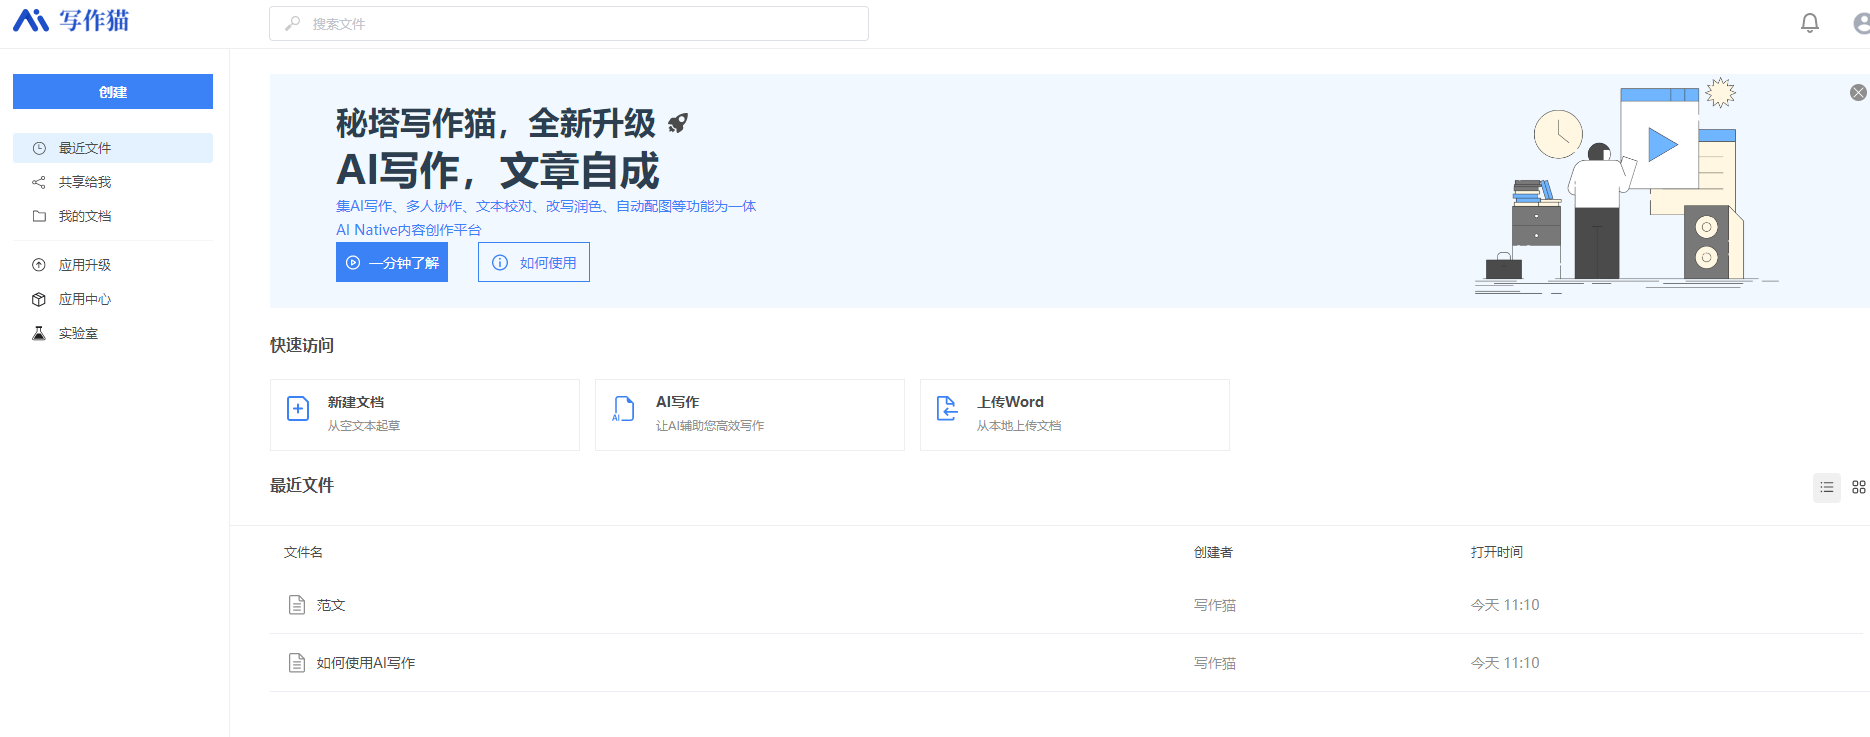 写作猫
搜索文件
创建
最近文件
共享给我
我的文档
应用升级
应用中心
实验室
秘塔写作猫，全新升级
AI写作，文章自成
集AI写作、多人协作、文本校对、改写润色、自动配图等功能为一体
AI Native内容创作平台
一分钟了解
如何使用
快速访问
新建文档
从空文本起草
AI
AI写作
让AI辅助您高效写作
上传Word
从本地上传文档
最近文件
文件名 创建者 打开时间
范文 写作猫 今天 11:10
如何使用AI写作 写作猫 今天 11:10